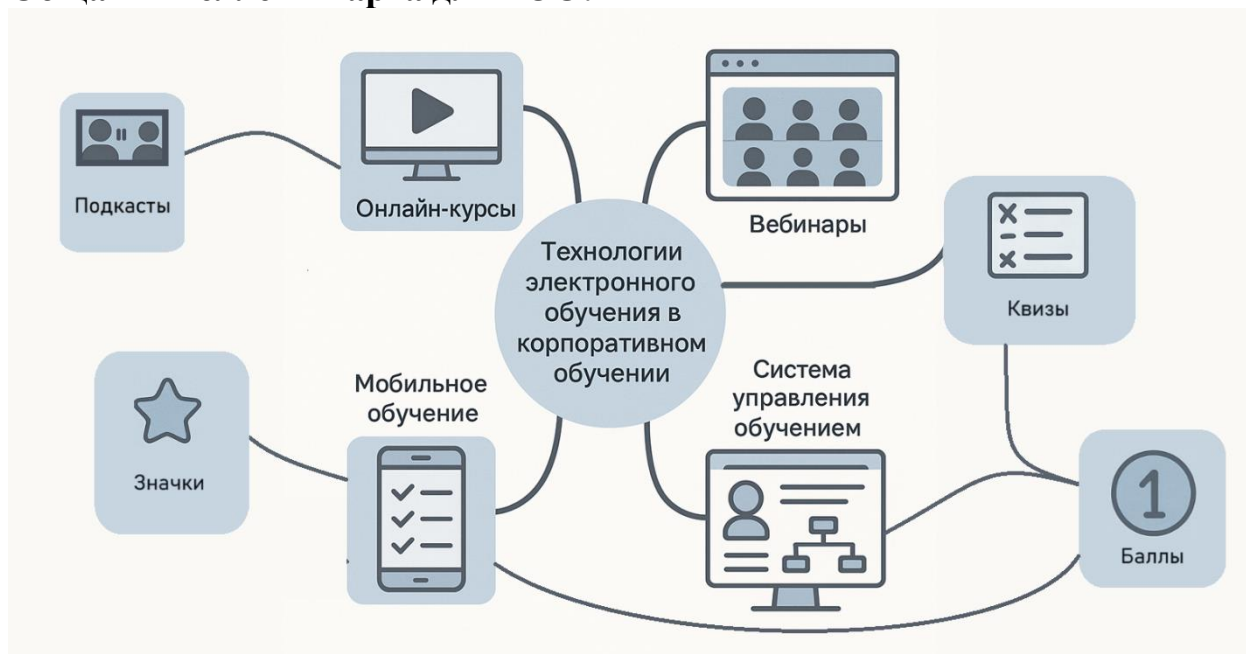 Подкасты
Онлайн-курсы
Вебинары
Технологии
электронного
обучения в
корпоративном
обучении
Квизы
Значки
Мобильное
обучение
Система
управления
обучением
1
Баллы